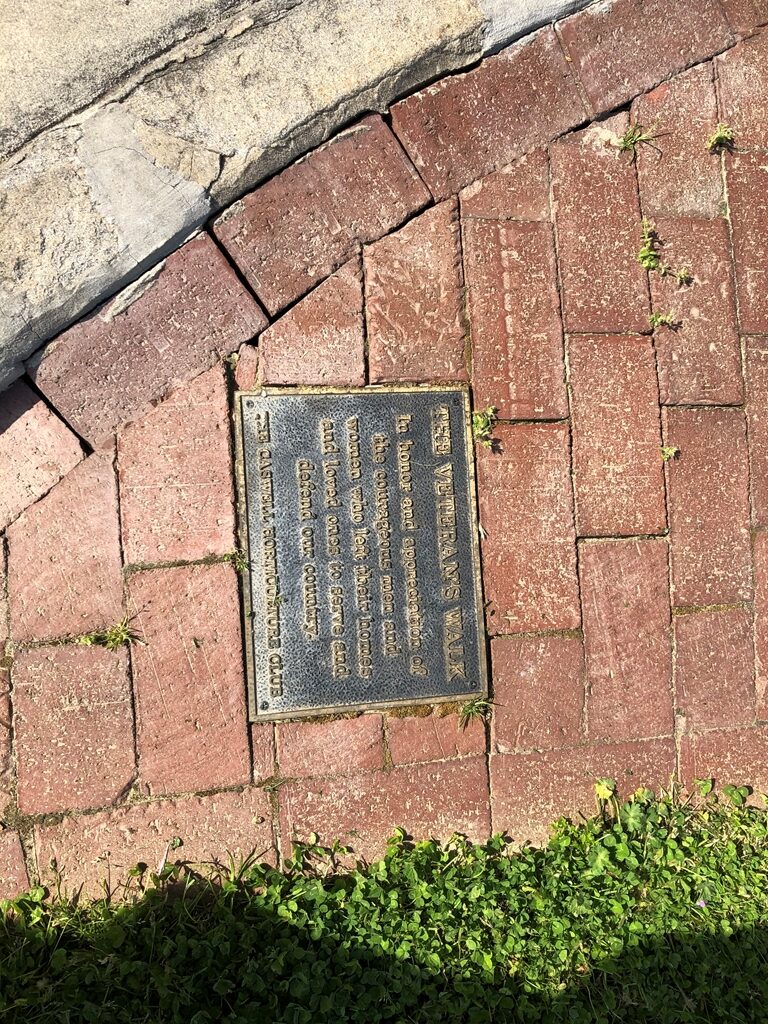 THE VETERAN'S WALK
In honor and appreciation of
the courageous men and
women who left their homes
and loved ones to serve and
defend our country.
THE CASWELL HORTICULTURE CLUB